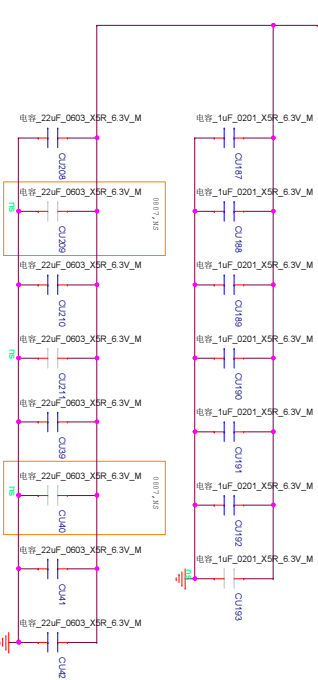 电容_22uF_0603_X5R_6.3V_M
CU208
电容_22uF_0603_X5R_6.3V_M
ns
CU209
0807,NS
电容_22uF_0603_X5R_6.3V_M
CU210
电容_22uF_0603_X5R_6.3V_M
ns
CU211
电容_22uF_0603_X5R_6.3V_M
CU39
电容_22uF_0603_X5R_6.3V_M
ns
CU40
0807,NS
电容_22uF_0603_X5R_6.3V_M
CU41
电容_22uF_0603_X5R_6.3V_M
CU42
电容_1uF_0201_X5R_6.3V_M
CU187
电容_1uF_0201_X5R_6.3V_M
CU188
电容_1uF_0201_X5R_6.3V_M
CU189
电容_1uF_0201_X5R_6.3V_M
CU190
电容_1uF_0201_X5R_6.3V_M
CU191
电容_1uF_0201_X5R_6.3V_M
CU192
电容_1uF_0201_X5R_6.3V_M
ns
CU193